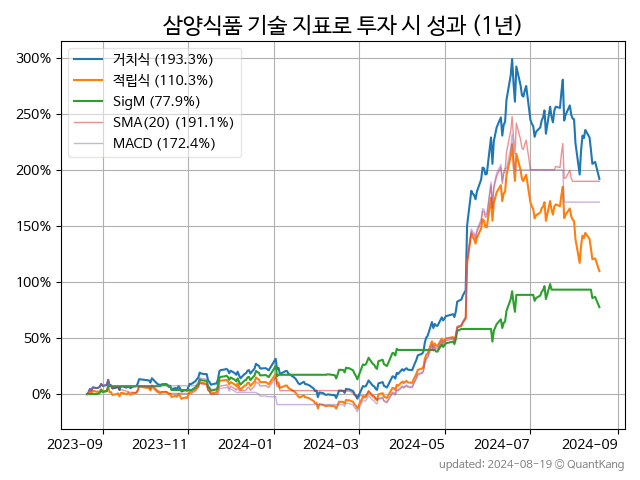 삼양식품 기술 지표로 투자 시 성과 (1년)
거치식 (193.3%)
적립식 (110.3%)
SigM (77.9%)
SMA(20) (191.1%)
MACD (172.4%)
300%
250%
200%
150%
100%
50%
0%
2023-09 2023-11 2024-01 2024-03 2024-05 2024-07 2024-09
updated: 2024-08-19 © QuantKang